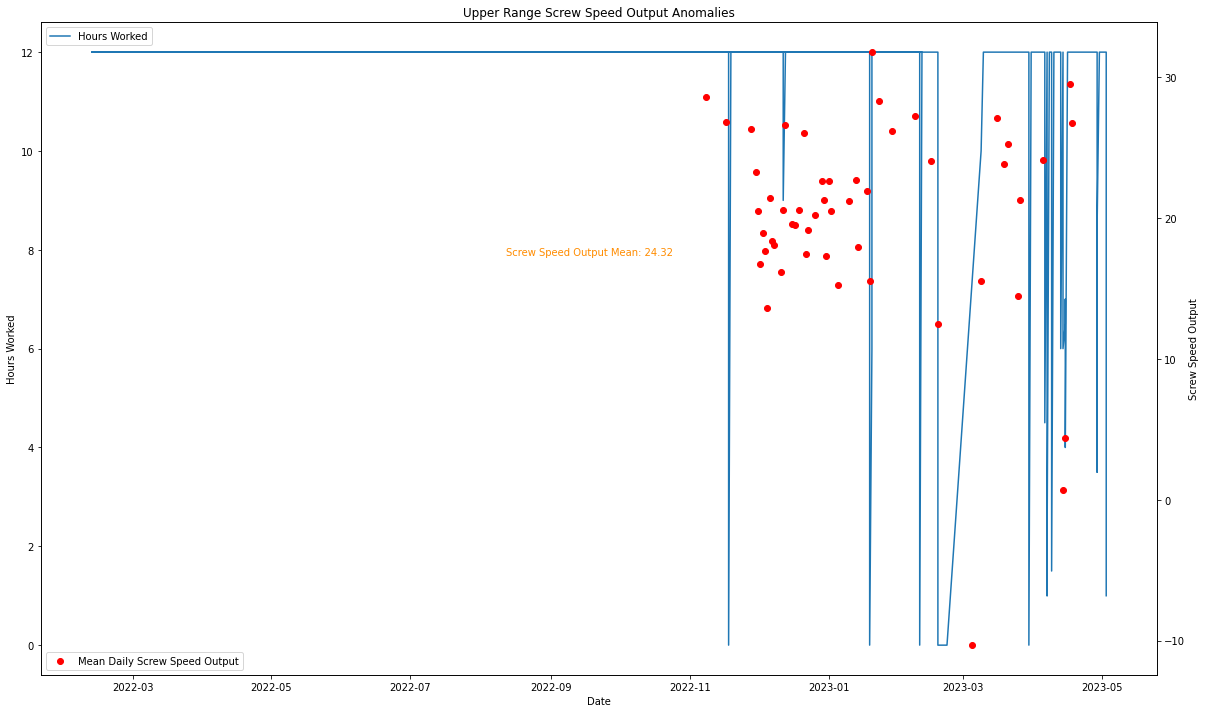 Upper Range Screw Speed Output Anomalies
Hours Worked
12
10
8
6
4
2
0
Hours Worked
30
20
10
0
−10
Screw Speed Output
Screw Speed Output Mean: 24.32
Mean Daily Screw Speed Output
2022-03
2022-05
2022-07
2022-09
2022-11
2023-01
2023-03
2023-05
Date